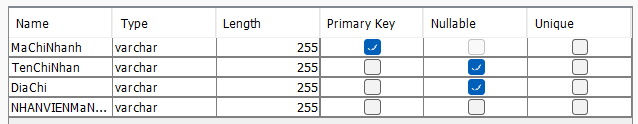 Name Type Length Primary Key Nullable Unique
MaChiNhanh varchar 255
TenChiNhan varchar 255
DiaChi varchar 255
NHANVIENMaN... varchar 255